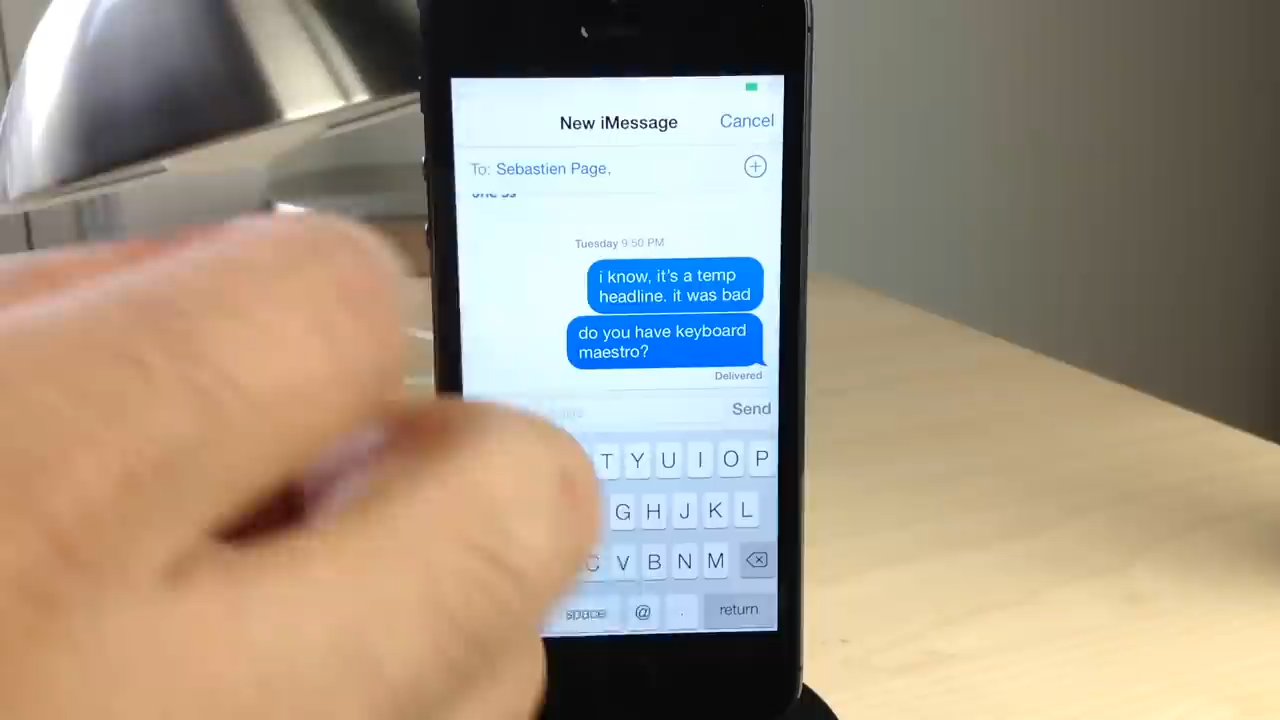 New iMessage
Cancel
To: Sebastien Page,
Tuesday 9:50 PM
i know, it's a temp
headline. it was bad
do you have keyboard
maestro?
Delivered
Send
T Y U I O P
G H J K L
C V B N M
space @ . return